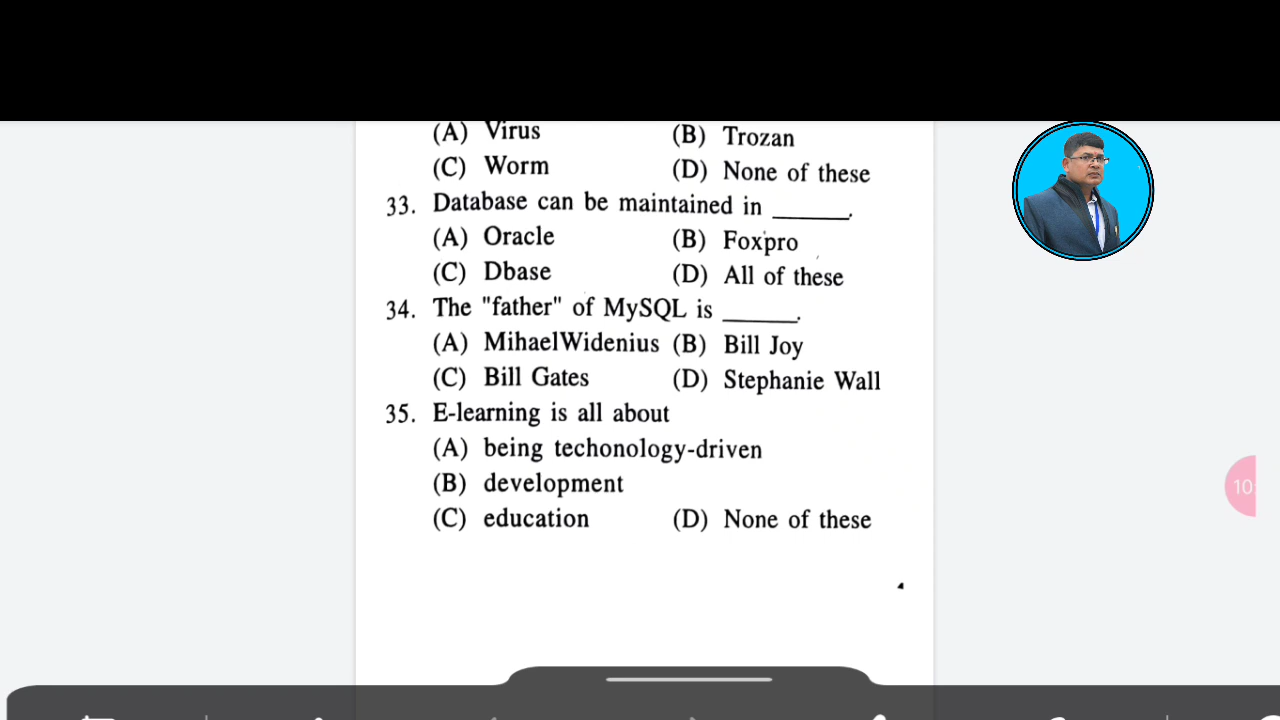 (A) Virus (B) Trozan
(C) Worm (D) None of these
33. Database can be maintained in ______.
(A) Oracle (B) Foxpro
(C) Dbase (D) All of these
34. The "father" of MySQL is ______.
(A) MihaelWidenius (B) Bill Joy
(C) Bill Gates (D) Stephanie Wall
35. E-learning is all about
(A) being techonology-driven
(B) development
(C) education (D) None of these
10